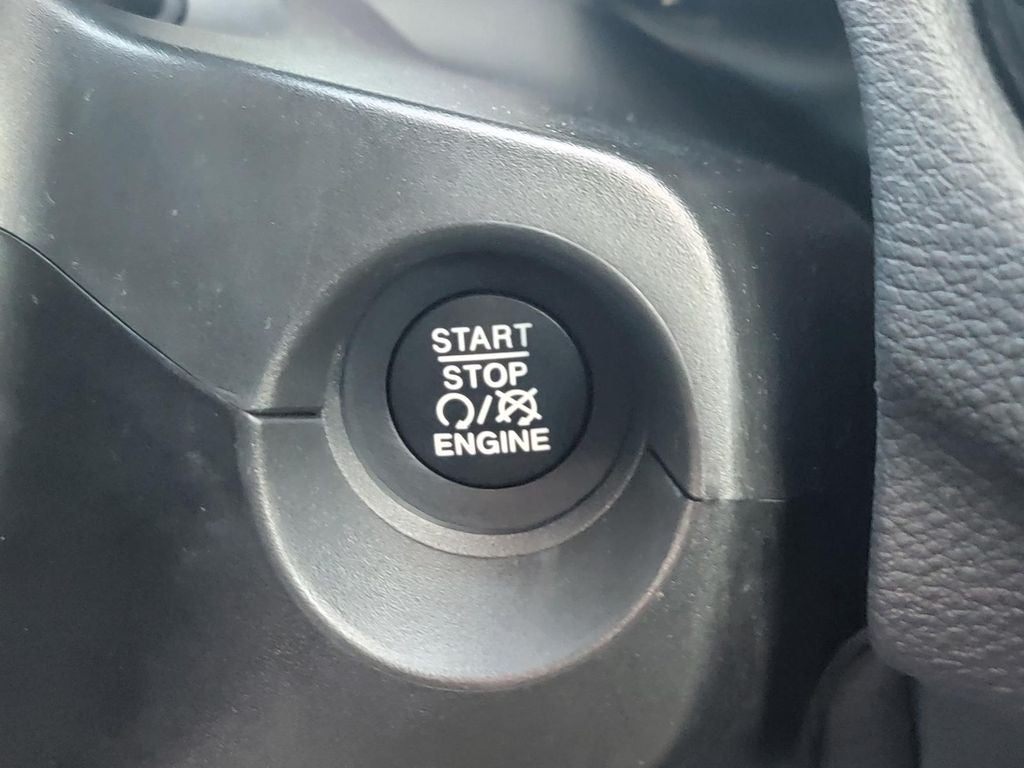 START
STOP
/
ENGINE